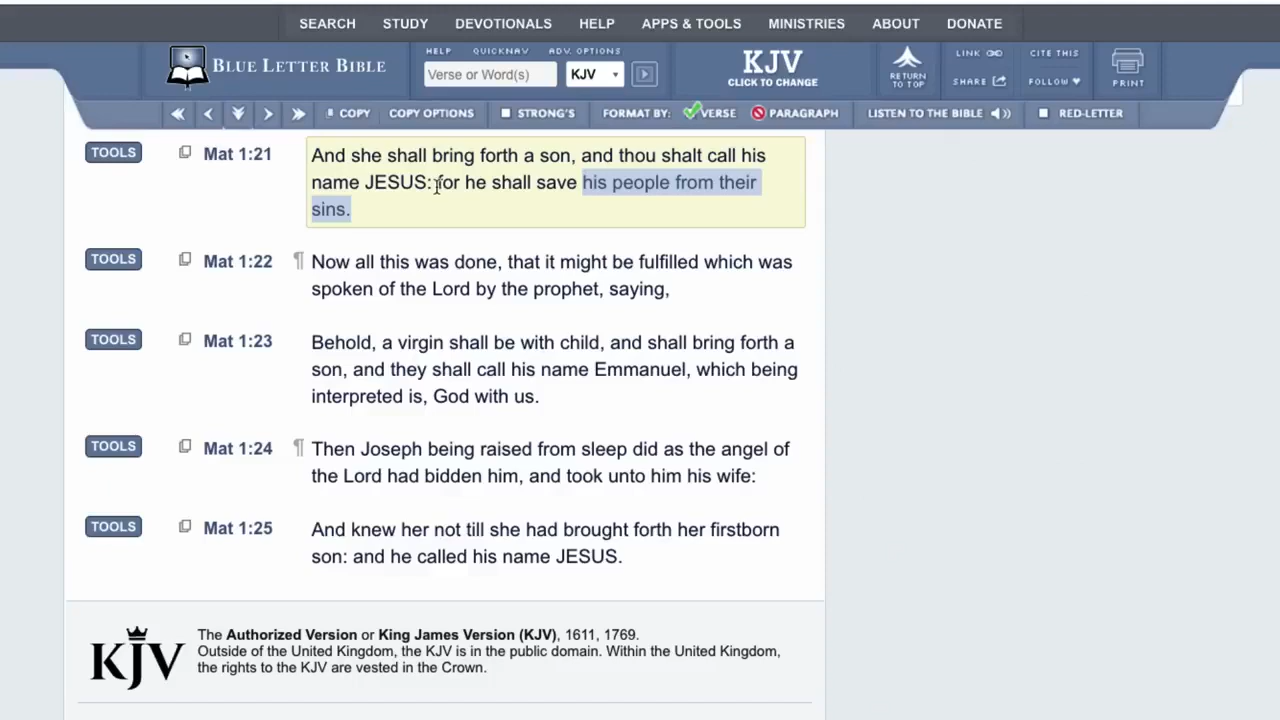 SEARCH STUDY DEVOTIONALS HELP APPS & TOOLS MINISTRIES ABOUT DONATE
BLUE LETTER BIBLE
HELP QUICKNAV ADV. OPTIONS
Verse or Word(s) KJV
KJV
CLICK TO CHANGE
RETURN
TO TOP
LINK
SHARE
CITE THIS
FOLLOW
PRINT
COPY COPY OPTIONS STRONG'S FORMAT BY: VERSE PARAGRAPH LISTEN TO THE BIBLE RED-LETTER
TOOLS Mat 1:21 And she shall bring forth a son, and thou shalt call his
name JESUS: for he shall save his people from their
sins.
TOOLS Mat 1:22 ¶ Now all this was done, that it might be fulfilled which was
spoken of the Lord by the prophet, saying,
TOOLS Mat 1:23 Behold, a virgin shall be with child, and shall bring forth a
son, and they shall call his name Emmanuel, which being
interpreted is, God with us.
TOOLS Mat 1:24 ¶ Then Joseph being raised from sleep did as the angel of
the Lord had bidden him, and took unto him his wife:
TOOLS Mat 1:25 And knew her not till she had brought forth her firstborn
son: and he called his name JESUS.
KJV
The Authorized Version or King James Version (KJV), 1611, 1769.
Outside of the United Kingdom, the KJV is in the public domain. Within the United Kingdom,
the rights to the KJV are vested in the Crown.